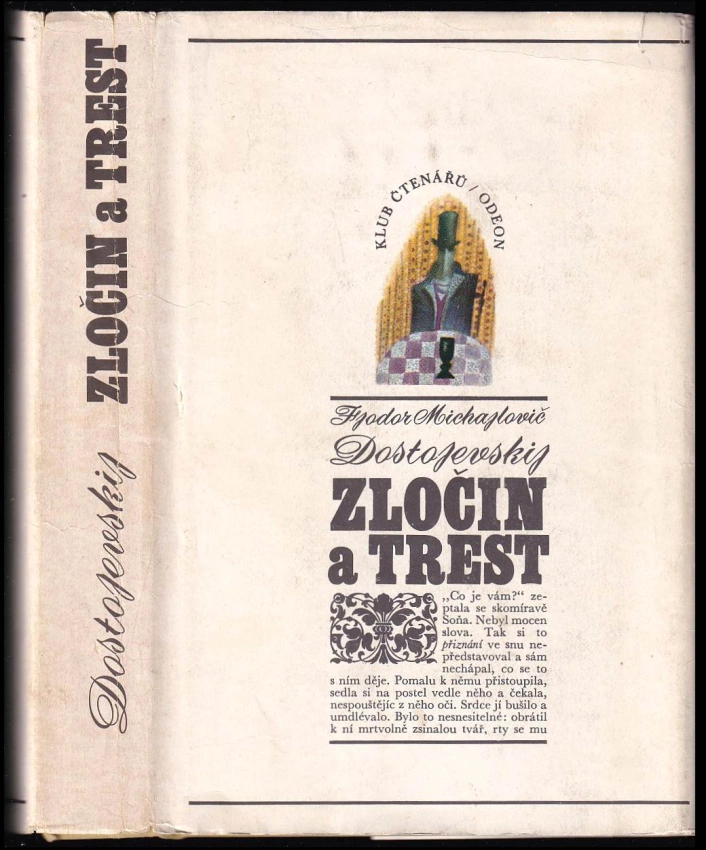 Dostojevskij ZLOČIN a TREST
KLUB ČTENÁŘŮ / ODEON
Fjodor Michajlovič
Dostojevskij
ZLOČIN
a TREST
„Co je vám?“ ze-
ptala se skomíravě
Soňa. Nebyl mocen
slova. Tak si to
přiznání ve snu ne-
představoval a sám
nechápal, co se to
s ním děje. Pomalu k němu přistoupila,
sedla si na postel vedle něho a čekala,
nespouštějíc z něho oči. Srdce jí bušilo a
umdlévalo. Bylo to nesnesitelné: obrátil
k ní mrtvolně zsinalou tvář, rty se mu